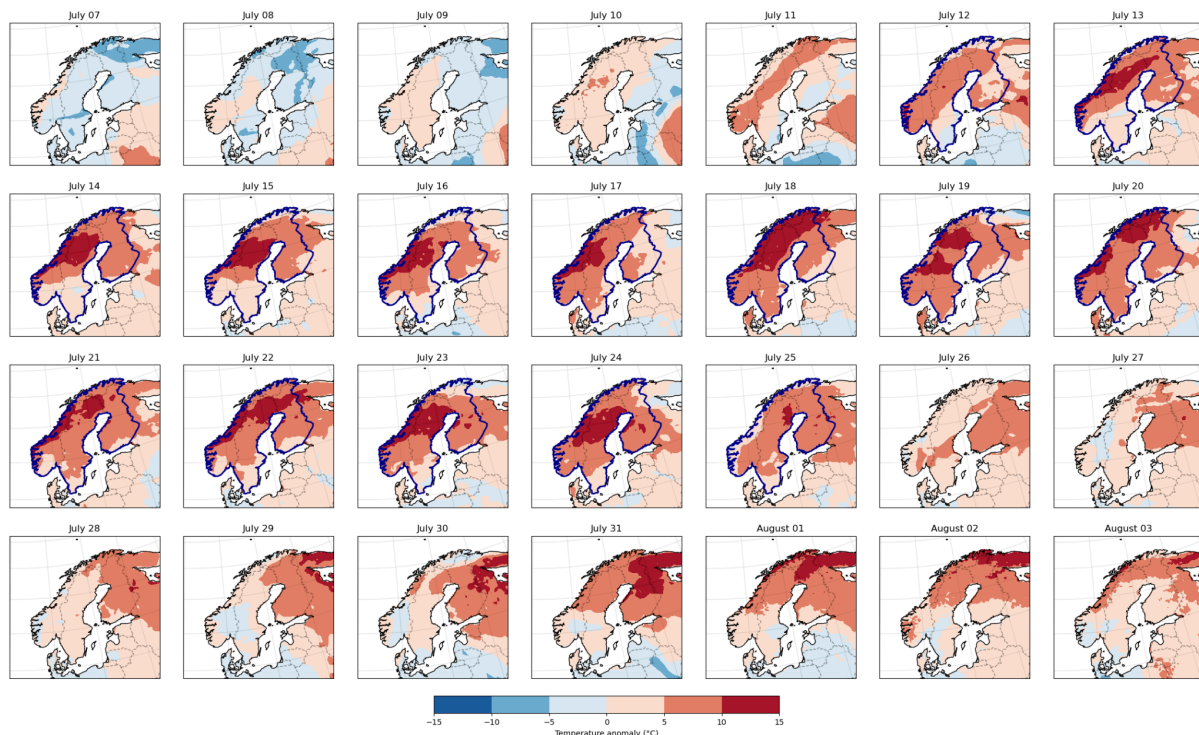 July 07 July 08 July 09 July 10 July 11 July 12 July 13
July 14 July 15 July 16 July 17 July 18 July 19 July 20
July 21 July 22 July 23 July 24 July 25 July 26 July 27
July 28 July 29 July 30 July 31 August 01 August 02 August 03
−15 −10 −5 0 5 10 15
Temperature anomaly (°C)